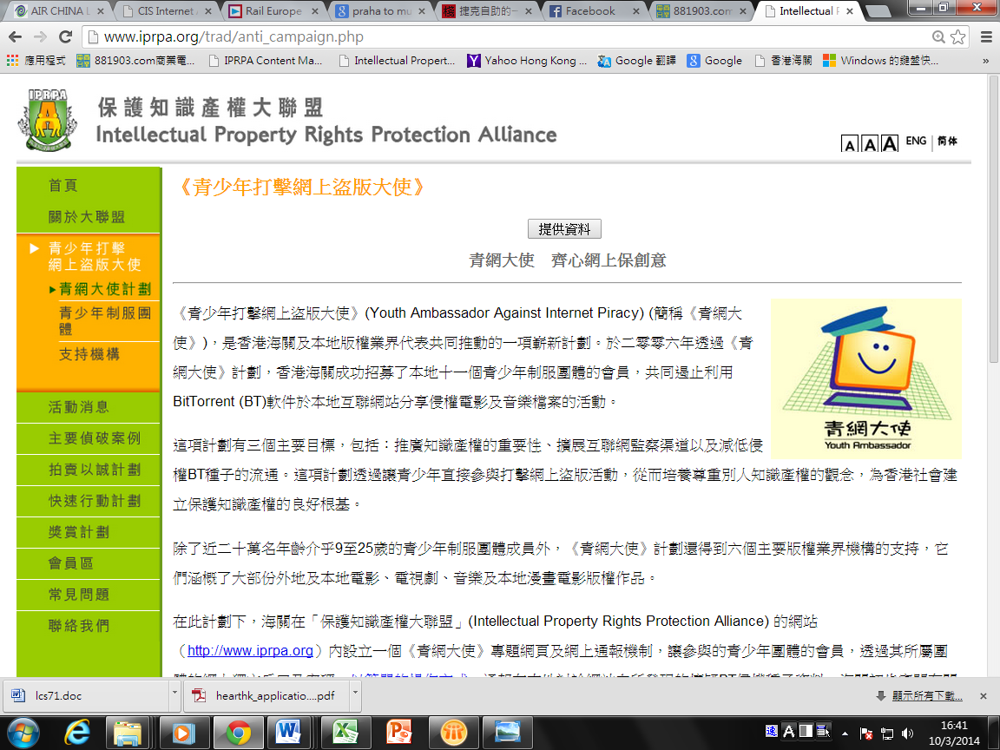 AIR CHINA L
CIS Internet A
Rail Europe
praha to mu
捷克自助的一
Facebook
881903.com
Intellectual P
www.iprpa.org/trad/anti_campaign.php
應用程式
881903.com商業電...
IPRPA Content Ma...
Intellectual Propert...
Yahoo Hong Kong ...
Google 翻譯
Google
香港海關
Windows 的鍵盤快...
»
IPRPA
保護知識產權大聯盟
Intellectual Property Rights Protection Alliance
A A A ENG | 简体
首頁
關於大聯盟
青少年打擊
網上盜版大使
青網大使計劃
青少年制服團
體
支持機構
活動消息
主要偵破案例
拍賣以誠計劃
快速行動計劃
獎賞計劃
會員區
常見問題
聯絡我們
《青少年打擊網上盜版大使》
提供資料
青網大使 齊心網上保創意
《青少年打擊網上盜版大使》(Youth Ambassador Against Internet Piracy) (簡稱《青網大
使》)，是香港海關及本地版權業界代表共同推動的一項嶄新計劃。於二零零六年透過《青
網大使》計劃，香港海關成功招募了本地十一個青少年制服團體的會員，共同遏止利用
BitTorrent (BT)軟件於本地互聯網站分享侵權電影及音樂檔案的活動。
青網大使
Youth Ambassador
這項計劃有三個主要目標，包括：推廣知識產權的重要性、擴展互聯網監察渠道以及減低侵
權BT種子的流通。這項計劃透過讓青少年直接參與打擊網上盜版活動，從而培養尊重別人知識產權的觀念，為香港社會建
立保護知識產權的良好根基。
除了近二十萬名年齡介乎9至25歲的青少年制服團體成員外，《青網大使》計劃還得到六個主要版權業界機構的支持，它
們涵概了大部份外地及本地電影、電視劇、音樂及本地漫畫電影版權作品。
在此計劃下，海關在「保護知識產權大聯盟」(Intellectual Property Rights Protection Alliance) 的網站
（http://www.iprpa.org）內設立一個《青網大使》專題網頁及網上通報機制，讓參與的青少年團體的會員，透過其所屬團
lcs71.doc
hearthk_applicatio....pdf
顯示所有下載...
16:41
10/3/2014